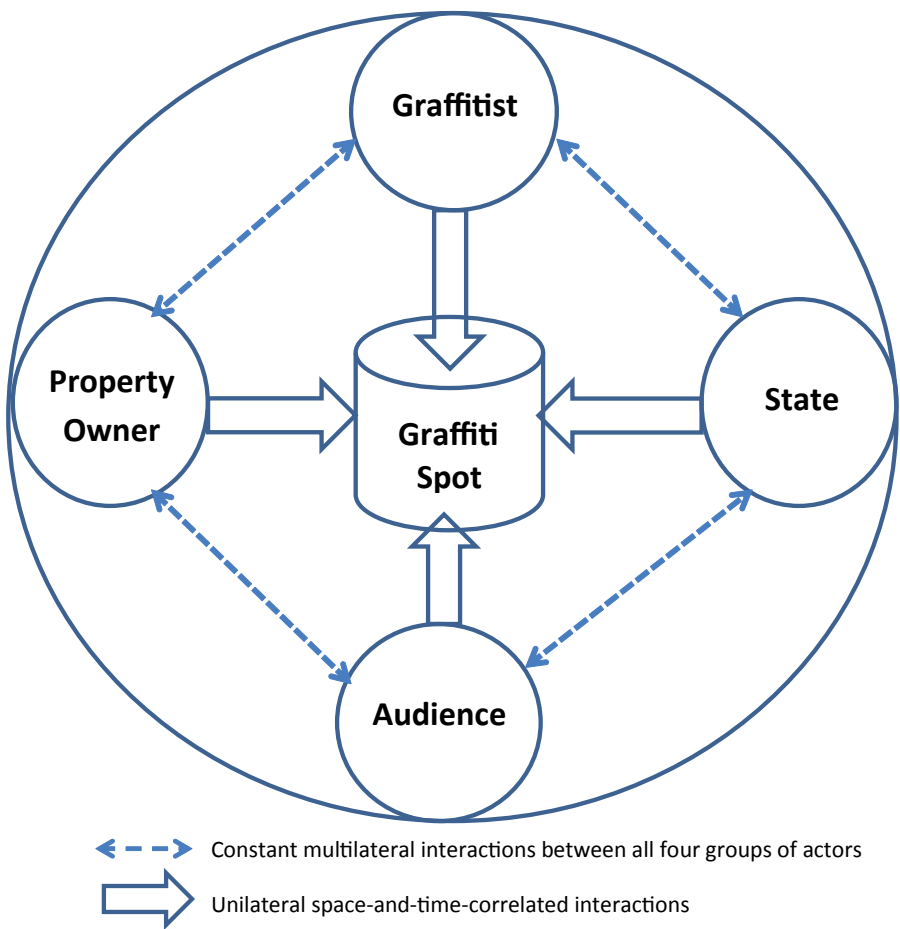 Graffitist
Property
Owner
State
Graffiti
Spot
Audience
Constant multilateral interactions between all four groups of actors
Unilateral space-and-time-correlated interactions